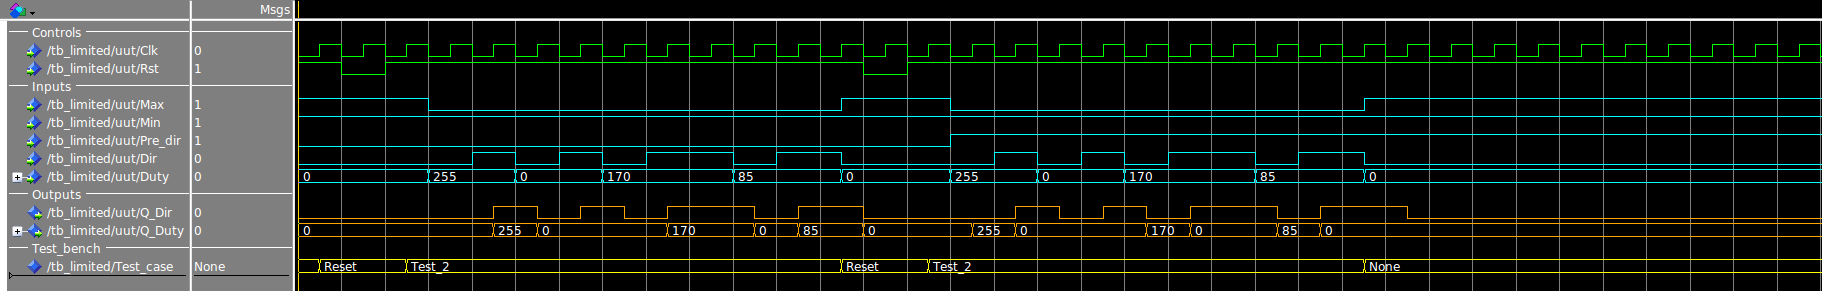 Msgs
Controls
/tb_limited/uut/Clk 0
/tb_limited/uut/Rst 1
Inputs
/tb_limited/uut/Max 1
/tb_limited/uut/Min 1
/tb_limited/uut/Pre_dir 1
/tb_limited/uut/Dir 0
/tb_limited/uut/Duty 0 0 255 0 170 85 0 255 0 170 85 0
Outputs
/tb_limited/uut/Q_Dir 0
/tb_limited/uut/Q_Duty 0 0 255 0 170 0 85 0 255 0 170 0 85 0
Test_bench
/tb_limited/Test_case None Reset Test_2 Reset Test_2 None